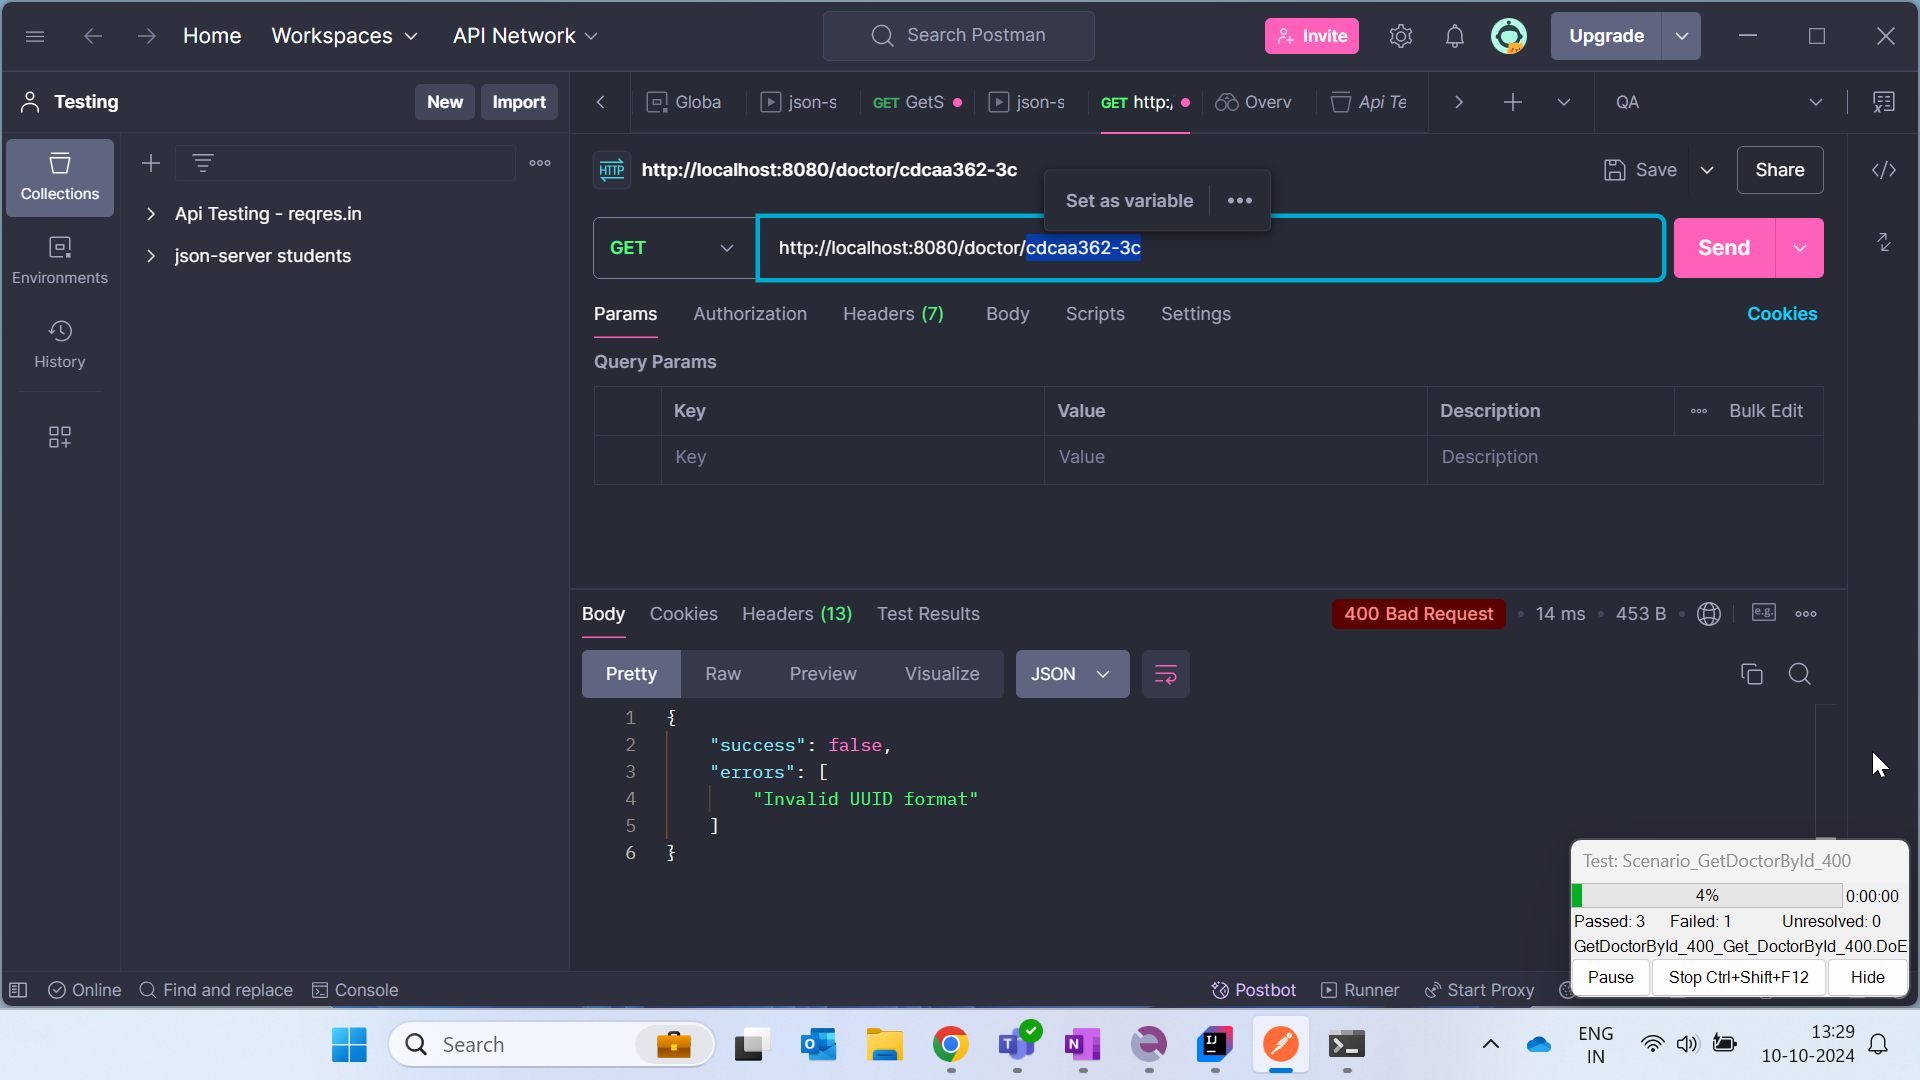 Home
Workspaces
API Network
Search Postman
Invite
Upgrade
Testing
New
Import
Globa
json-s
GET GetS
json-s
GET http:/
Overv
Api Te
QA
Collections
Environments
History
Api Testing - reqres.in
json-server students
HTTP
http://localhost:8080/doctor/cdcaa362-3c
Save
Share
Set as variable
GET
http://localhost:8080/doctor/cdcaa362-3c
Send
Params
Authorization
Headers (7)
Body
Scripts
Settings
Cookies
Query Params
Key
Value
Description
Bulk Edit
Key
Value
Description
Body
Cookies
Headers (13)
Test Results
400 Bad Request
14 ms
453 B
e.g.
Pretty
Raw
Preview
Visualize
JSON
1 {
2 "success": false,
3 "errors": [
4 "Invalid UUID format"
5 ]
6 }
Test: Scenario_GetDoctorById_400
4%
0:00:00
Passed: 3 Failed: 1 Unresolved: 0
GetDoctorById_400_Get_DoctorById_400.DoE
Pause
Stop Ctrl+Shift+F12
Hide
Online
Find and replace
Console
Postbot
Runner
Start Proxy
Search
ENG
IN
13:29
10-10-2024